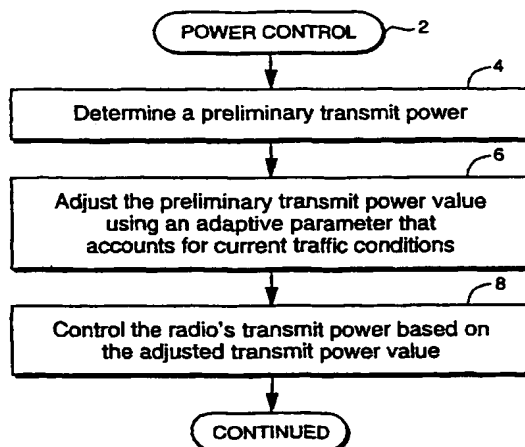 POWER CONTROL
2
4
Determine a preliminary transmit power
6
Adjust the preliminary transmit power value
using an adaptive parameter that
accounts for current traffic conditions
8
Control the radio's transmit power based on
the adjusted transmit power value
CONTINUED